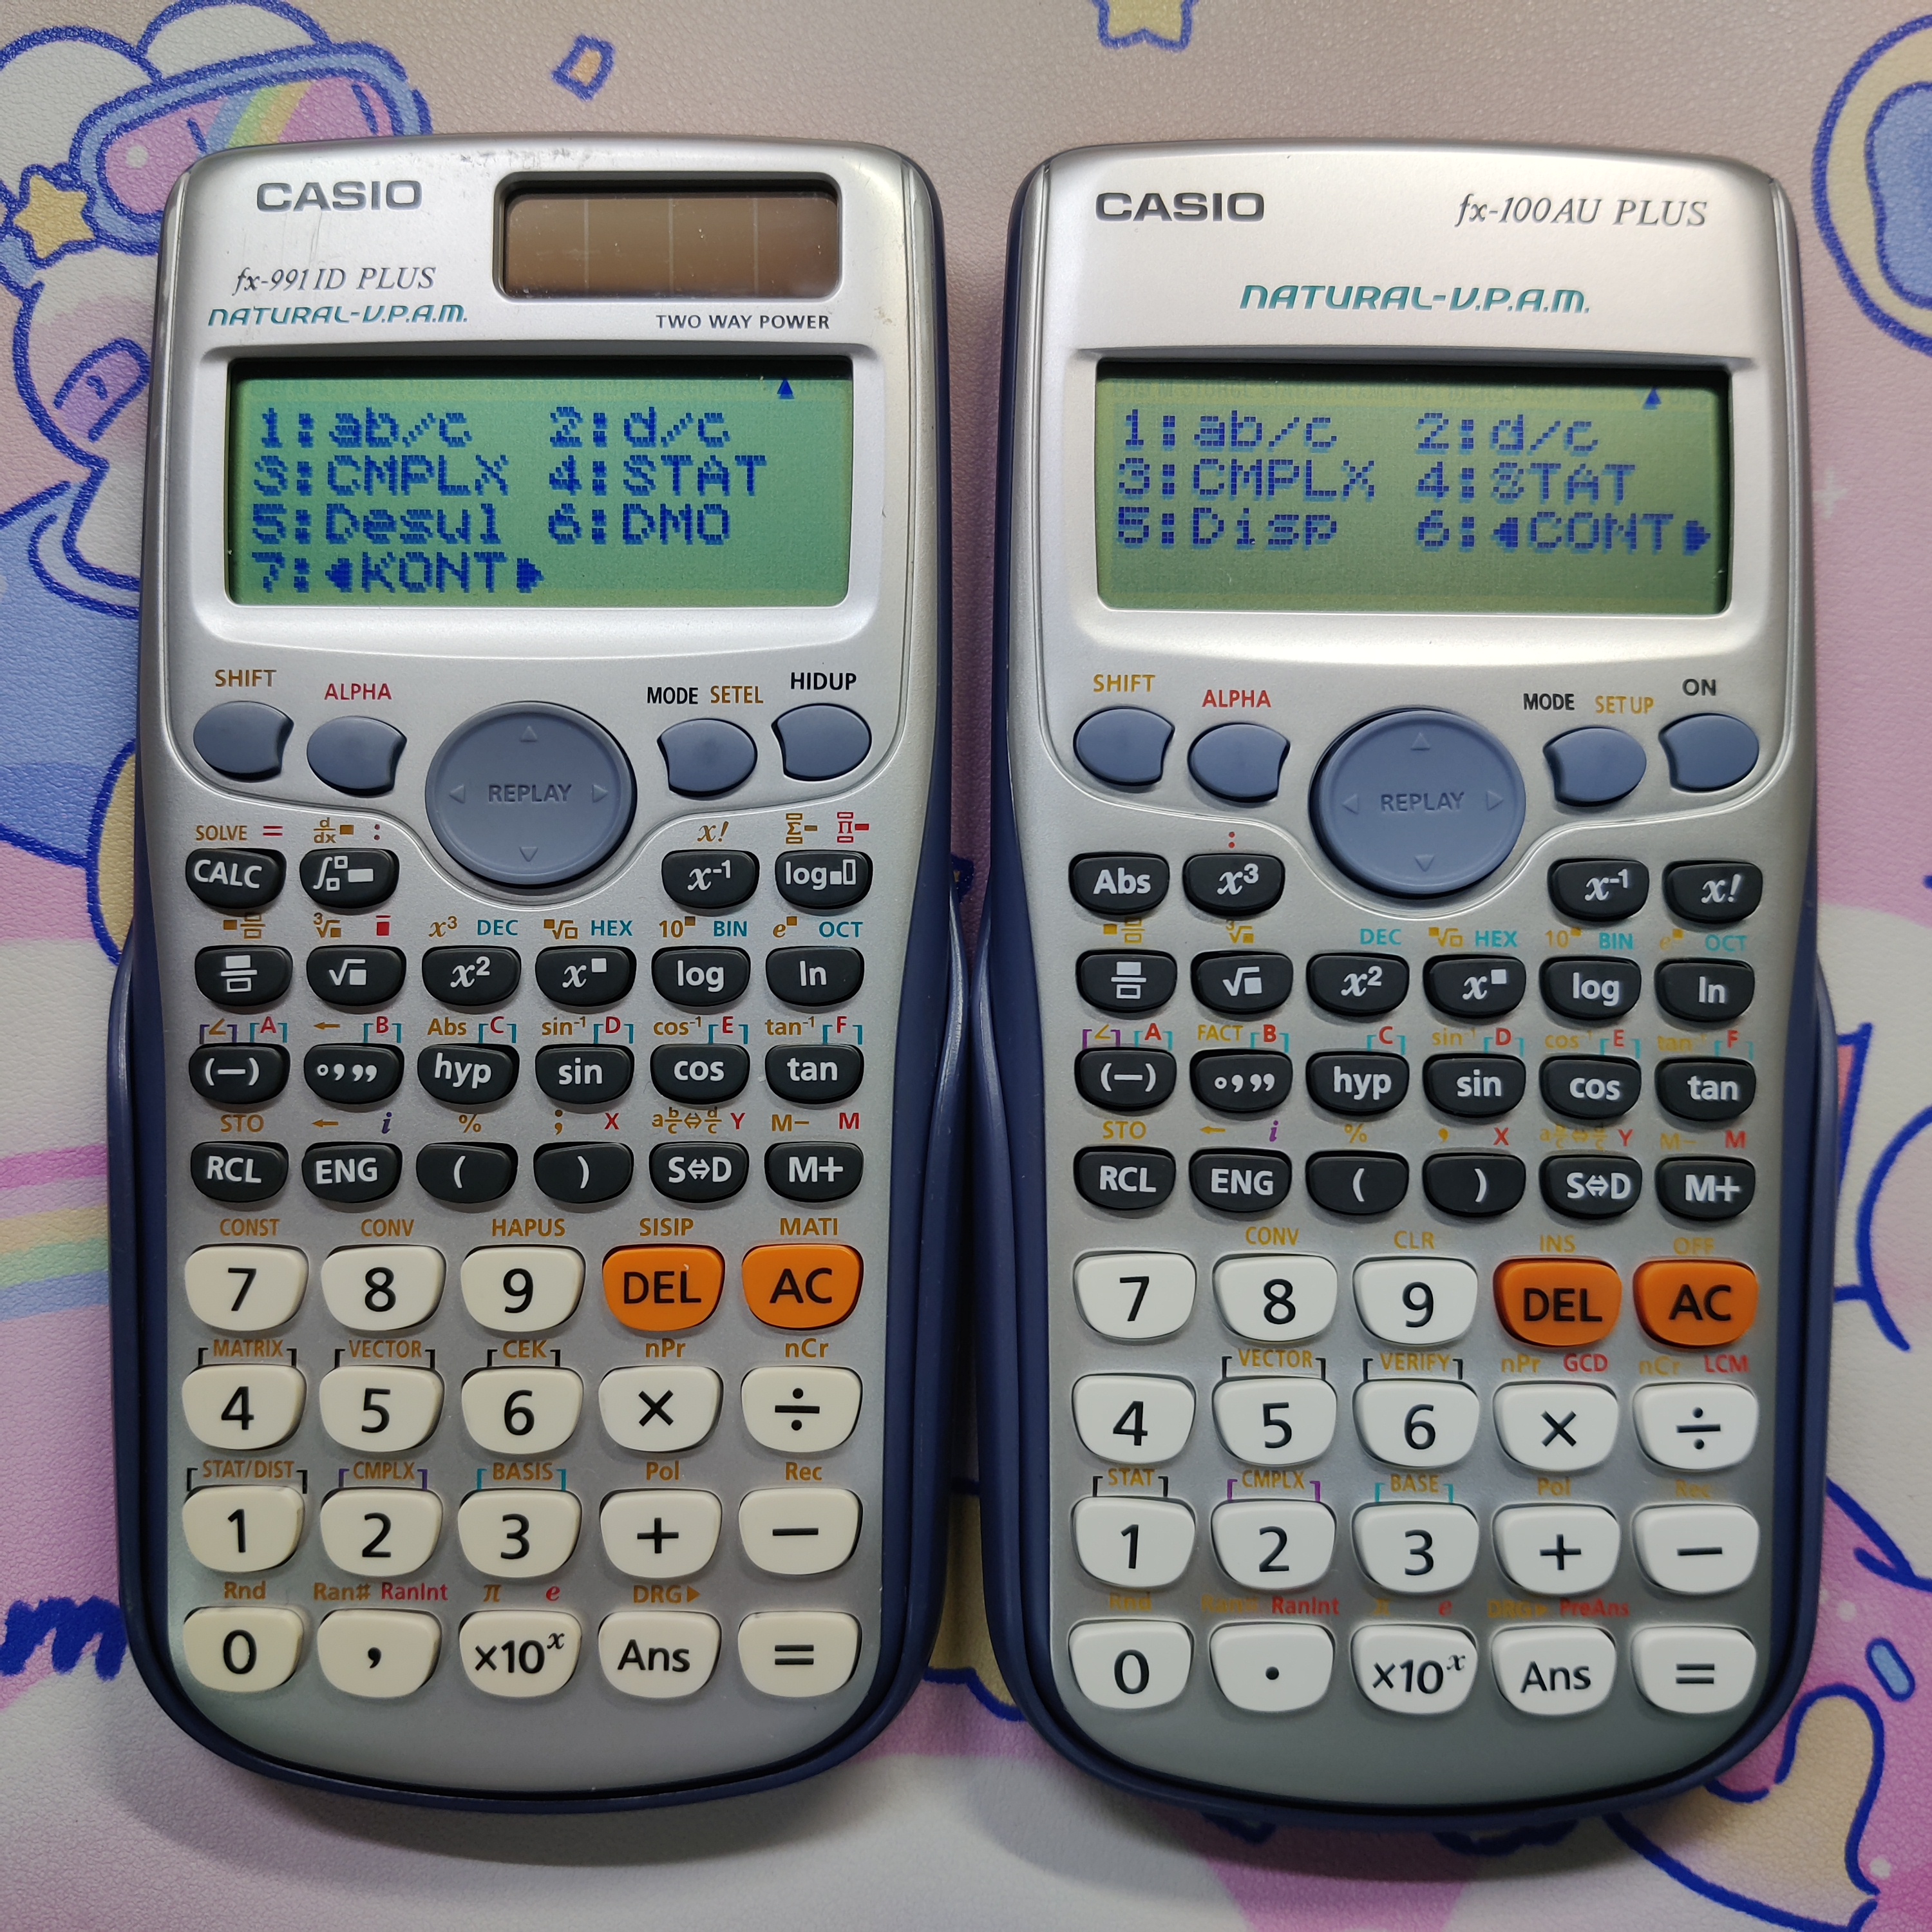 CASIO
fx-991ID PLUS
NATURAL-V.P.A.M.
TWO WAY POWER
1:ab/c 2:d/c
3:CMPLX 4:STAT
5:Desul 6:DMO
7:◀KONT▶
SHIFT ALPHA MODE SETEL HIDUP
REPLAY
SOLVE = d/dx■ : x! Σ Π
CALC ∫ x⁻¹ log■□
³√■ x³ DEC ■√□ HEX 10■ BIN e■ OCT
√■ x² x■ log ln
∠ A ← B Abs C sin⁻¹ D cos⁻¹ E tan⁻¹ F
(−) °,,, hyp sin cos tan
STO ← i % ; X a b/c⇔d/c Y M− M
RCL ENG ( ) S⇔D M+
CONST CONV HAPUS SISIP MATI
7 8 9 DEL AC
MATRIX VECTOR CEK nPr nCr
4 5 6 × ÷
STAT/DIST CMPLX BASIS Pol Rec
1 2 3 + −
Rnd Ran# RanInt π e DRG▶
0 , ×10ˣ Ans =
CASIO fx-100AU PLUS
NATURAL-V.P.A.M.
1:ab/c 2:d/c
3:CMPLX 4:STAT
5:Disp 6:◀CONT▶
SHIFT ALPHA MODE SETUP ON
REPLAY
:
Abs x³ x⁻¹ x!
³√■ DEC ■√□ HEX 10■ BIN e■ OCT
√■ x² x■ log ln
∠ A FACT B C sin⁻¹ D cos⁻¹ E tan⁻¹ F
(−) °,,, hyp sin cos tan
STO ← i % , X a b/c⇔d/c Y M− M
RCL ENG ( ) S⇔D M+
CONV CLR INS OFF
7 8 9 DEL AC
VECTOR VERIFY nPr GCD nCr LCM
4 5 6 × ÷
STAT CMPLX BASE Pol Rec
1 2 3 + −
Rnd Ran# RanInt π e DRG▶ PreAns
0 . ×10ˣ Ans =